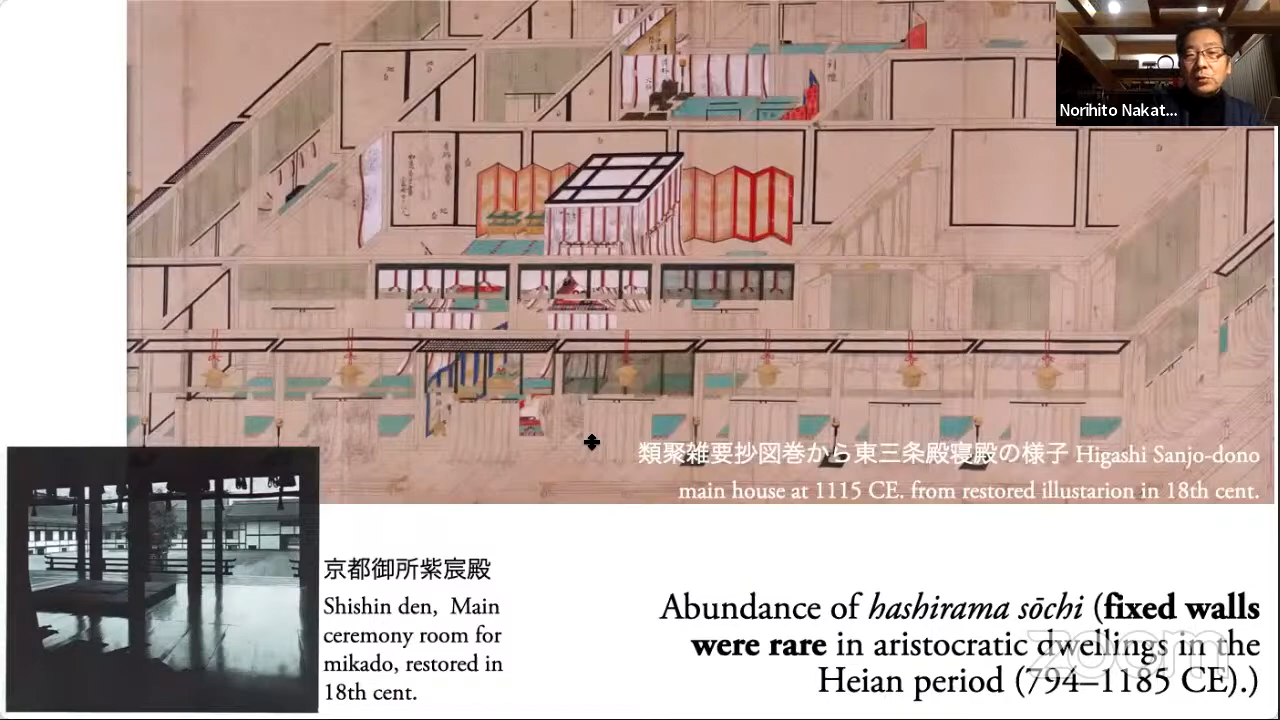 Norihito Nakat...
類聚雑要抄図巻から東三条殿寝殿の様子 Higashi Sanjo-dono
main house at 1115 CE. from restored illustarion in 18th cent.
京都御所紫宸殿
Shishin den, Main
ceremony room for
mikado, restored in
18th cent.
Abundance of hashirama sōchi (fixed walls
were rare in aristocratic dwellings in the
Heian period (794–1185 CE).)
zoom